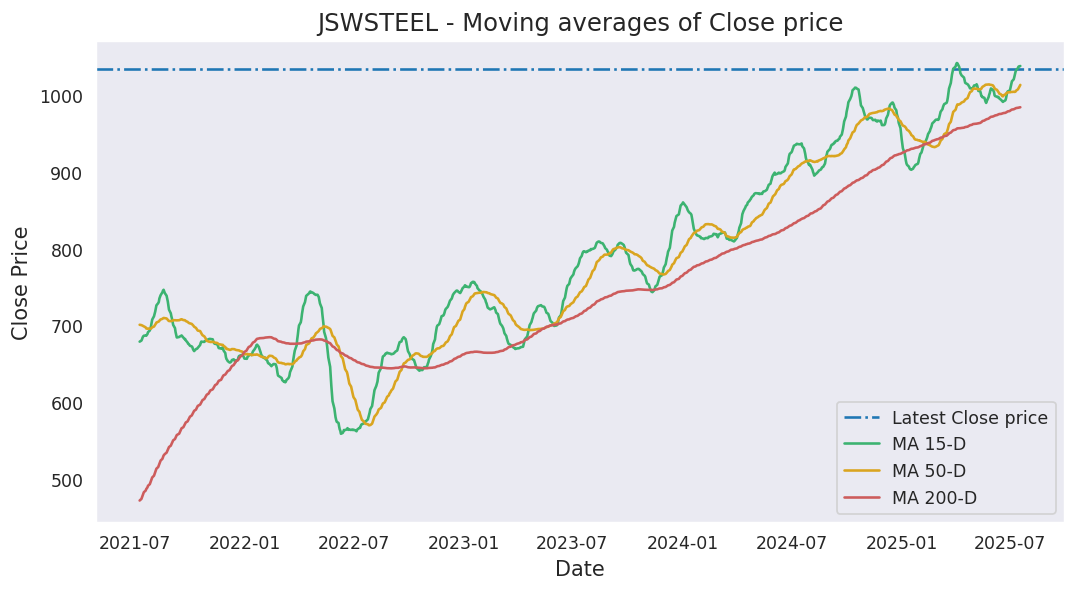 JSWSTEEL - Moving averages of Close price
Close Price
1000
900
800
700
600
500
Latest Close price
MA 15-D
MA 50-D
MA 200-D
2021-07 2022-01 2022-07 2023-01 2023-07 2024-01 2024-07 2025-01 2025-07
Date